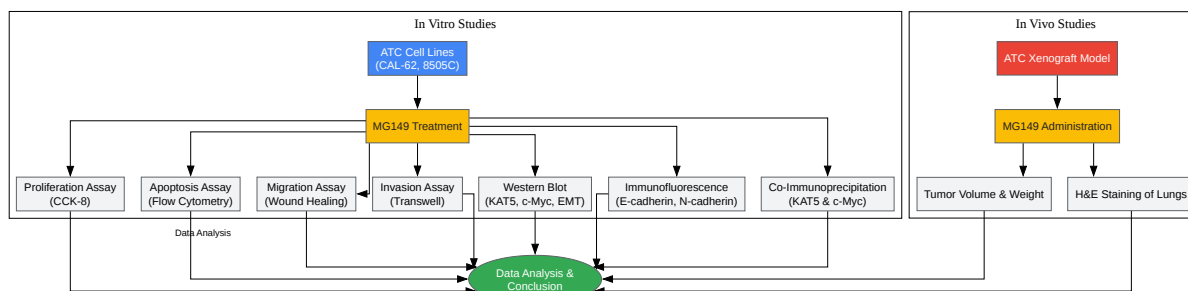 In Vitro Studies
In Vivo Studies
ATC Cell Lines
(CAL-62, 8505C)
ATC Xenograft Model
MG149 Treatment
MG149 Administration
Proliferation Assay
(CCK-8)
Apoptosis Assay
(Flow Cytometry)
Migration Assay
(Wound Healing)
Invasion Assay
(Transwell)
Western Blot
(KAT5, c-Myc, EMT)
Immunofluorescence
(E-cadherin, N-cadherin)
Co-Immunoprecipitation
(KAT5 & c-Myc)
Tumor Volume & Weight
H&E Staining of Lungs
Data Analysis
Data Analysis &
Conclusion